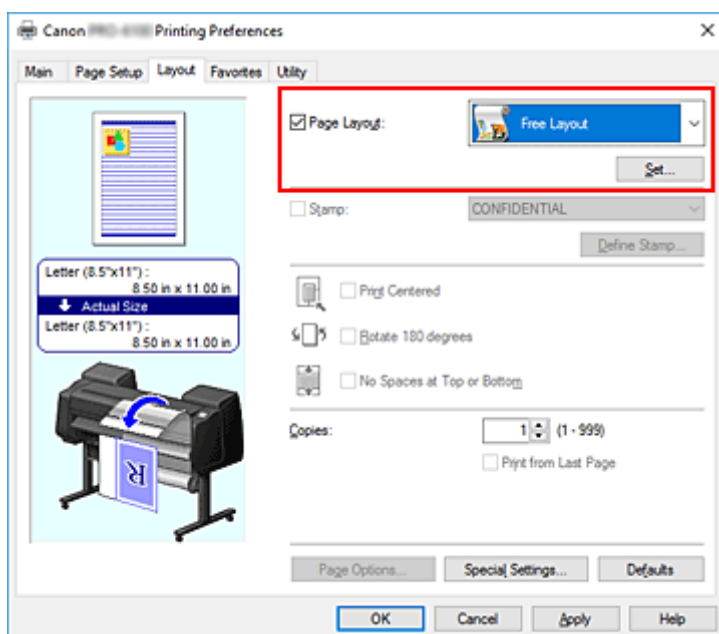 Canon Printing Preferences
Main Page Setup Layout Favorites Utility
Page Layout: Free Layout
Set...
Stamp: CONFIDENTIAL
Define Stamp...
Letter (8.5"x11") :
8.50 in x 11.00 in
Actual Size
Letter (8.5"x11") :
8.50 in x 11.00 in
Print Centered
Rotate 180 degrees
No Spaces at Top or Bottom
Copies: 1 (1 - 999)
Print from Last Page
R
Page Options... Special Settings... Defaults
OK Cancel Apply Help